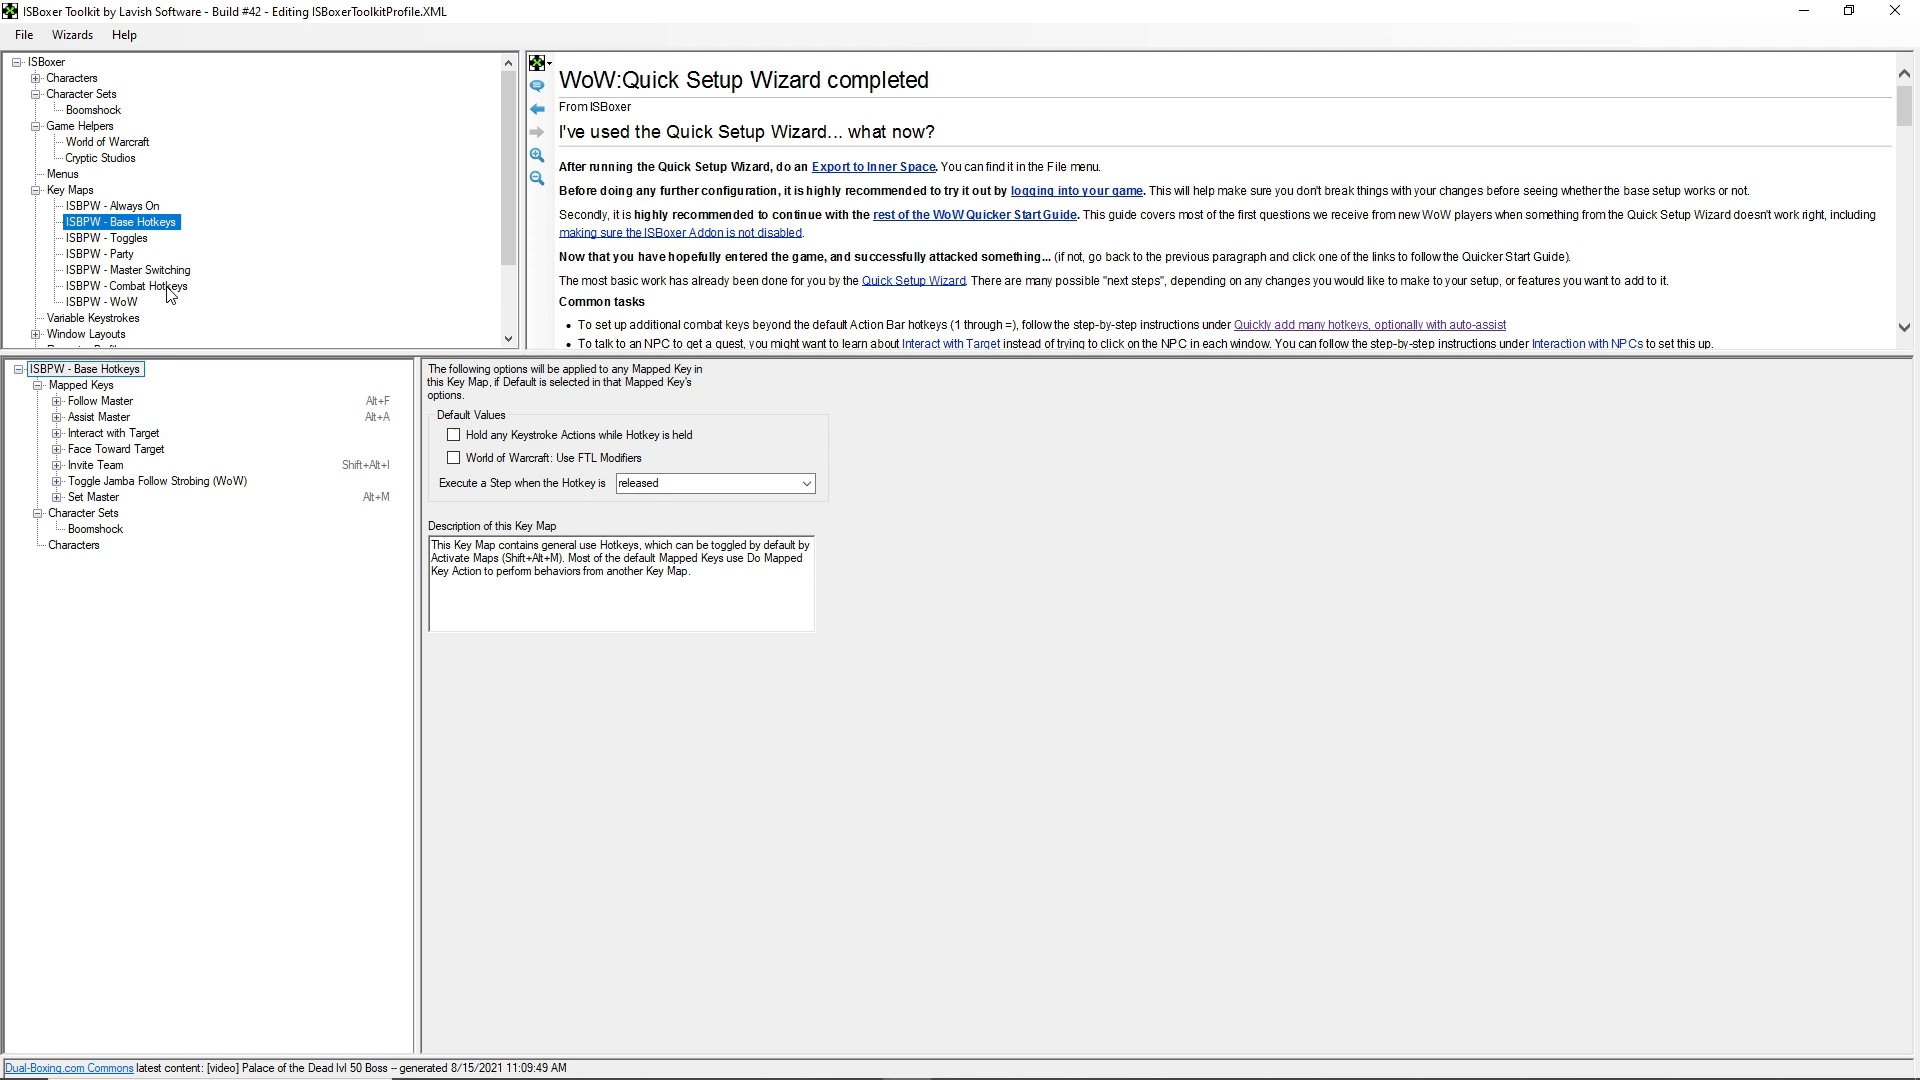 ISBoxer Toolkit by Lavish Software - Build #42 - Editing ISBoxerToolkitProfile.XML
File Wizards Help
ISBoxer
Characters
Character Sets
Boomshock
Game Helpers
World of Warcraft
Cryptic Studios
Menus
Key Maps
ISBPW - Always On
ISBPW - Base Hotkeys
ISBPW - Toggles
ISBPW - Party
ISBPW - Master Switching
ISBPW - Combat Hotkeys
ISBPW - WoW
Variable Keystrokes
Window Layouts
WoW:Quick Setup Wizard completed
From ISBoxer
I've used the Quick Setup Wizard... what now?
After running the Quick Setup Wizard, do an Export to Inner Space. You can find it in the File menu.
Before doing any further configuration, it is highly recommended to try it out by logging into your game. This will help make sure you don't break things with your changes before seeing whether the base setup works or not.
Secondly, it is highly recommended to continue with the rest of the WoW Quicker Start Guide. This guide covers most of the first questions we receive from new WoW players when something from the Quick Setup Wizard doesn't work right, including
making sure the ISBoxer Addon is not disabled.
Now that you have hopefully entered the game, and successfully attacked something... (if not, go back to the previous paragraph and click one of the links to follow the Quicker Start Guide).
The most basic work has already been done for you by the Quick Setup Wizard. There are many possible "next steps", depending on any changes you would like to make to your setup, or features you want to add to it.
Common tasks
• To set up additional combat keys beyond the default Action Bar hotkeys (1 through =), follow the step-by-step instructions under Quickly add many hotkeys, optionally with auto-assist
• To talk to an NPC to get a quest, you might want to learn about Interact with Target instead of trying to click on the NPC in each window. You can follow the step-by-step instructions under Interaction with NPCs to set this up.
ISBPW - Base Hotkeys
Mapped Keys
Follow Master Alt+F
Assist Master Alt+A
Interact with Target
Face Toward Target
Invite Team Shift+Alt+I
Toggle Jamba Follow Strobing (WoW)
Set Master Alt+M
Character Sets
Boomshock
Characters
The following options will be applied to any Mapped Key in
this Key Map, if Default is selected in that Mapped Key's
options.
Default Values
Hold any Keystroke Actions while Hotkey is held
World of Warcraft: Use FTL Modifiers
Execute a Step when the Hotkey is released
Description of this Key Map
This Key Map contains general use Hotkeys, which can be toggled by default by
Activate Maps (Shift+Alt+M). Most of the default Mapped Keys use Do Mapped
Key Action to perform behaviors from another Key Map.
Dual-Boxing.com Commons latest content: [video] Palace of the Dead lvl 50 Boss -- generated 8/15/2021 11:09:49 AM